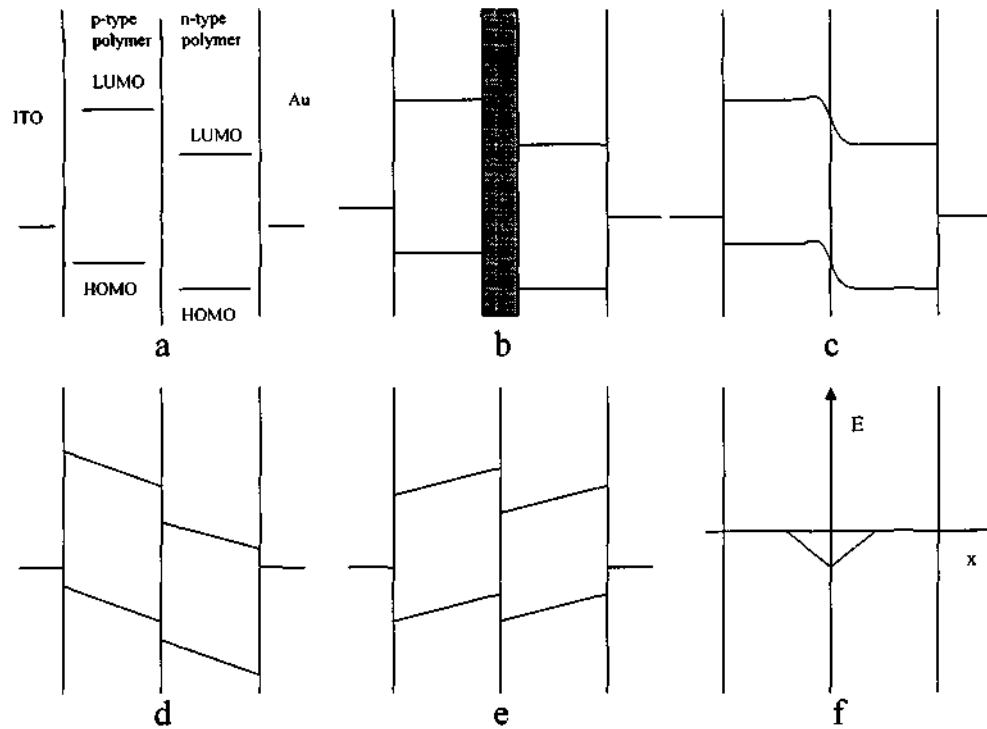 p-type
polymer
n-type
polymer
LUMO
Au
ITO
LUMO
HOMO
HOMO
a
b
c
E
x
d
e
f